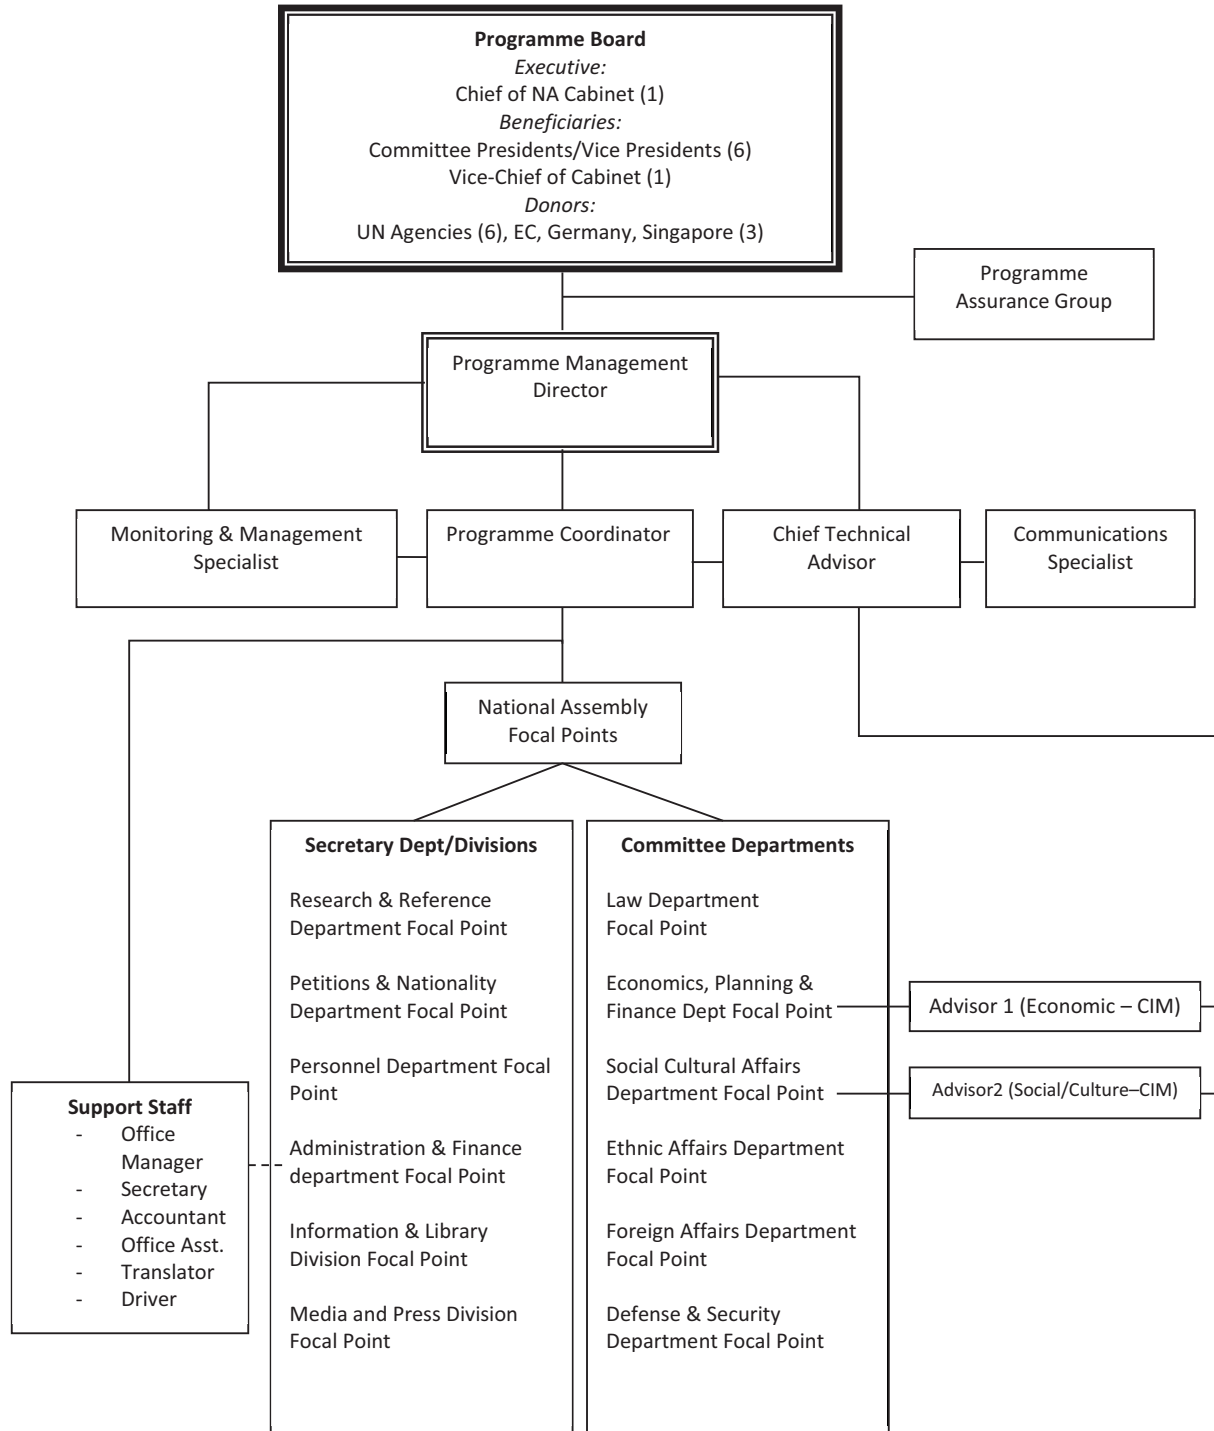 Programme Board
Executive:
Chief of NA Cabinet (1)
Beneficiaries:
Committee Presidents/Vice Presidents (6)
Vice-Chief of Cabinet (1)
Donors:
UN Agencies (6), EC, Germany, Singapore (3)
Programme
Assurance Group
Programme Management
Director
Monitoring & Management
Specialist
Programme Coordinator
Chief Technical
Advisor
Communications
Specialist
National Assembly
Focal Points
Secretary Dept/Divisions
Research & Reference
Department Focal Point
Petitions & Nationality
Department Focal Point
Personnel Department Focal
Point
Administration & Finance
department Focal Point
Information & Library
Division Focal Point
Media and Press Division
Focal Point
Committee Departments
Law Department
Focal Point
Economics, Planning &
Finance Dept Focal Point
Social Cultural Affairs
Department Focal Point
Ethnic Affairs Department
Focal Point
Foreign Affairs Department
Focal Point
Defense & Security
Department Focal Point
Advisor 1 (Economic – CIM)
Advisor2 (Social/Culture–CIM)
Support Staff
- Office
Manager
- Secretary
- Accountant
- Office Asst.
- Translator
- Driver